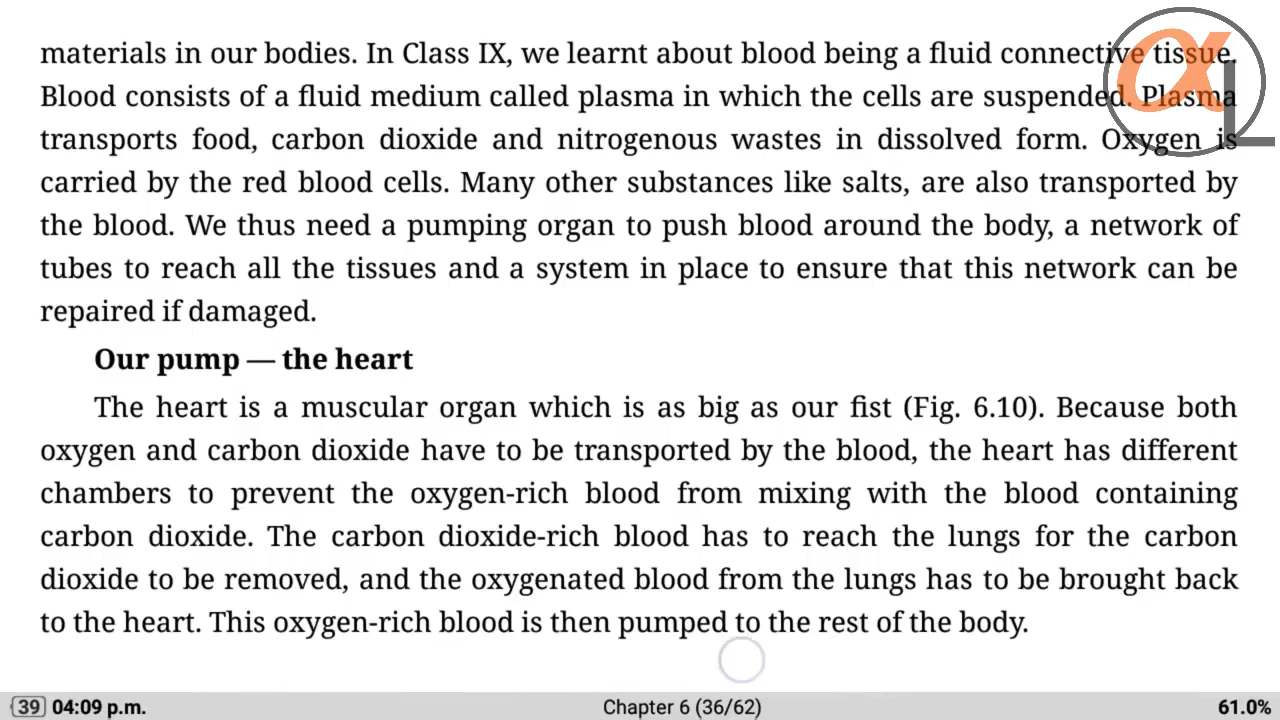 materials in our bodies. In Class IX, we learnt about blood being a fluid connective tissue.
Blood consists of a fluid medium called plasma in which the cells are suspended. Plasma
transports food, carbon dioxide and nitrogenous wastes in dissolved form. Oxygen is
carried by the red blood cells. Many other substances like salts, are also transported by
the blood. We thus need a pumping organ to push blood around the body, a network of
tubes to reach all the tissues and a system in place to ensure that this network can be
repaired if damaged.
Our pump — the heart
The heart is a muscular organ which is as big as our fist (Fig. 6.10). Because both
oxygen and carbon dioxide have to be transported by the blood, the heart has different
chambers to prevent the oxygen-rich blood from mixing with the blood containing
carbon dioxide. The carbon dioxide-rich blood has to reach the lungs for the carbon
dioxide to be removed, and the oxygenated blood from the lungs has to be brought back
to the heart. This oxygen-rich blood is then pumped to the rest of the body.
39 04:09 p.m. Chapter 6 (36/62) 61.0%